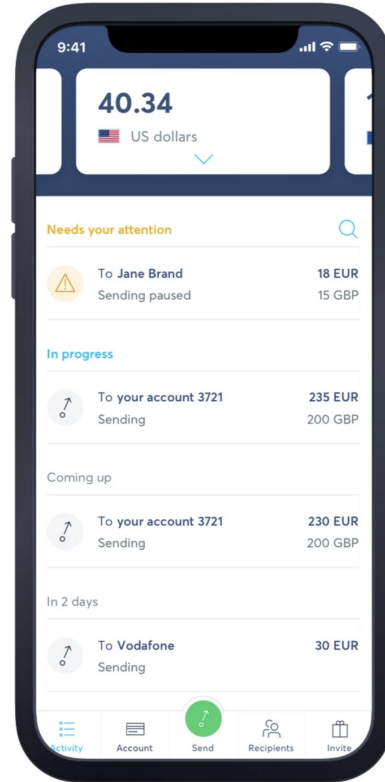 9:41
40.34
US dollars
Needs your attention
To Jane Brand 18 EUR
Sending paused 15 GBP
In progress
To your account 3721 235 EUR
Sending 200 GBP
Coming up
To your account 3721 230 EUR
Sending 200 GBP
In 2 days
To Vodafone 30 EUR
Sending
Activity Account Send Recipients Invite